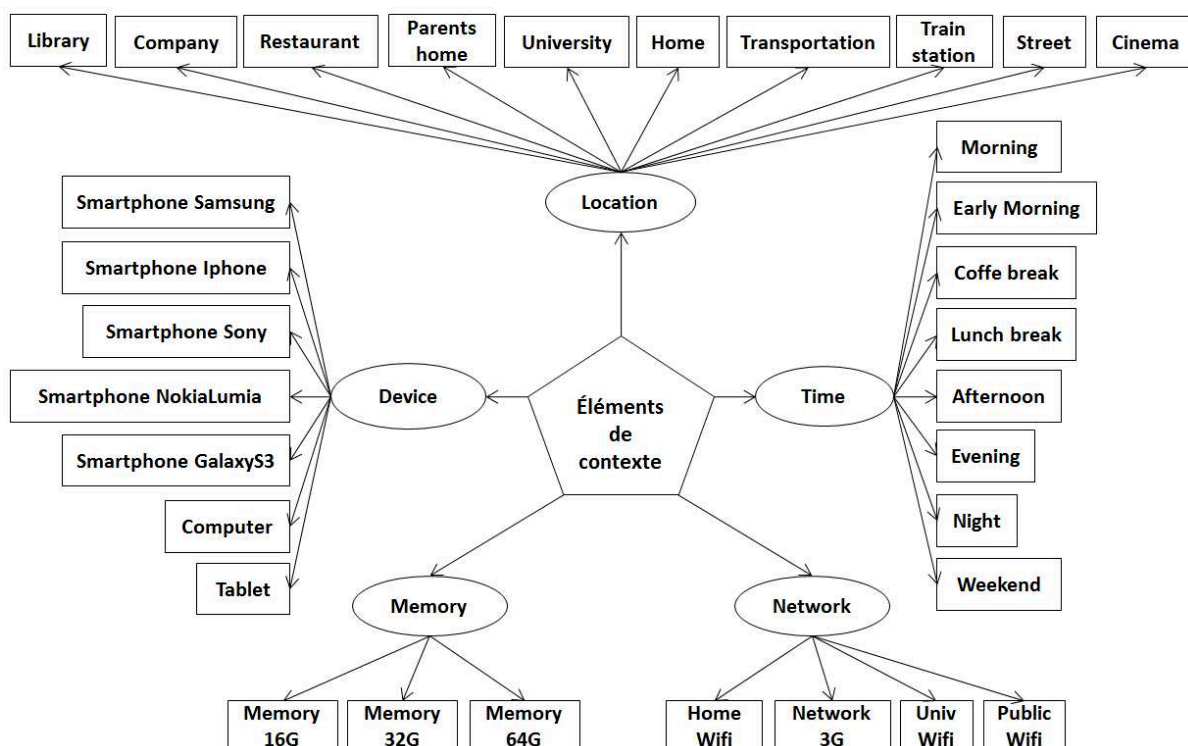 Library
Company
Restaurant
Parents
home
University
Home
Transportation
Train
station
Street
Cinema
Location
Morning
Early Morning
Coffe break
Lunch break
Afternoon
Evening
Night
Weekend
Time
Smartphone Samsung
Smartphone Iphone
Smartphone Sony
Smartphone NokiaLumia
Smartphone GalaxyS3
Computer
Tablet
Device
Éléments
de
contexte
Memory
Network
Memory
16G
Memory
32G
Memory
64G
Home
Wifi
Network
3G
Univ
Wifi
Public
Wifi